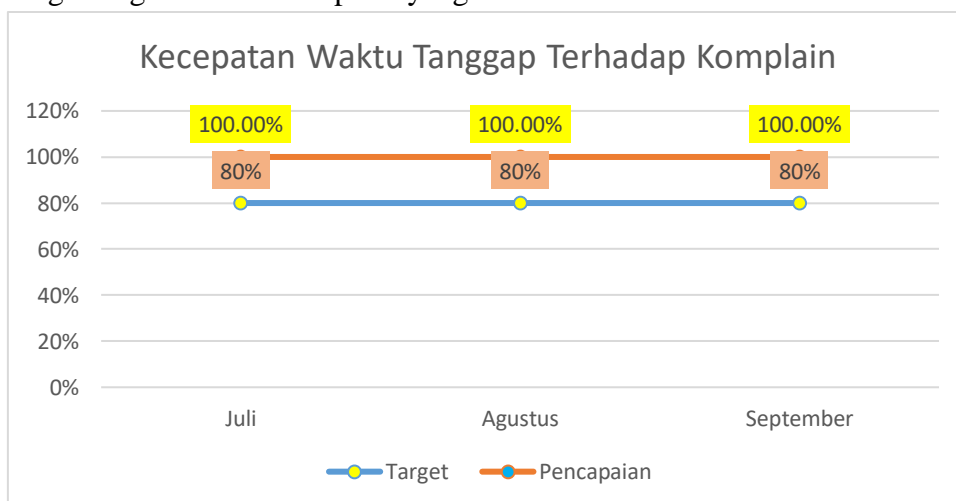 Kecepatan Waktu Tanggap Terhadap Komplain
120%
100.00% 100.00% 100.00%
100%
80% 80% 80%
80%
60%
40%
20%
0%
Juli Agustus September
Target Pencapaian